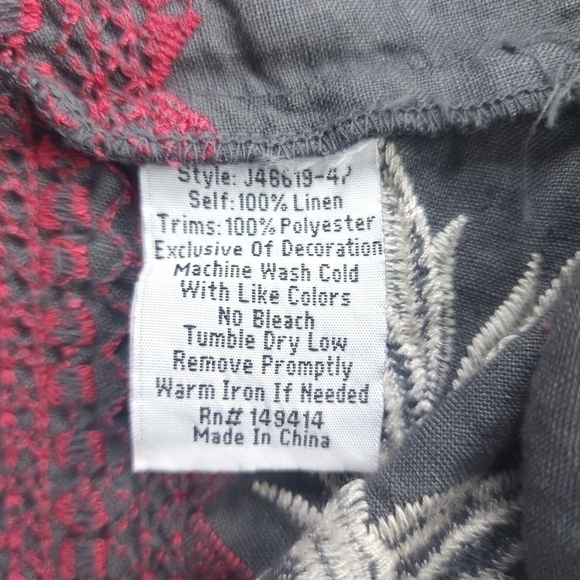 Style: J46619-4?
Self: 100% Linen
Trims: 100% Polyester
Exclusive Of Decoration
Machine Wash Cold
With Like Colors
No Bleach
Tumble Dry Low
Remove Promptly
Warm Iron If Needed
Rn# 149414
Made In China